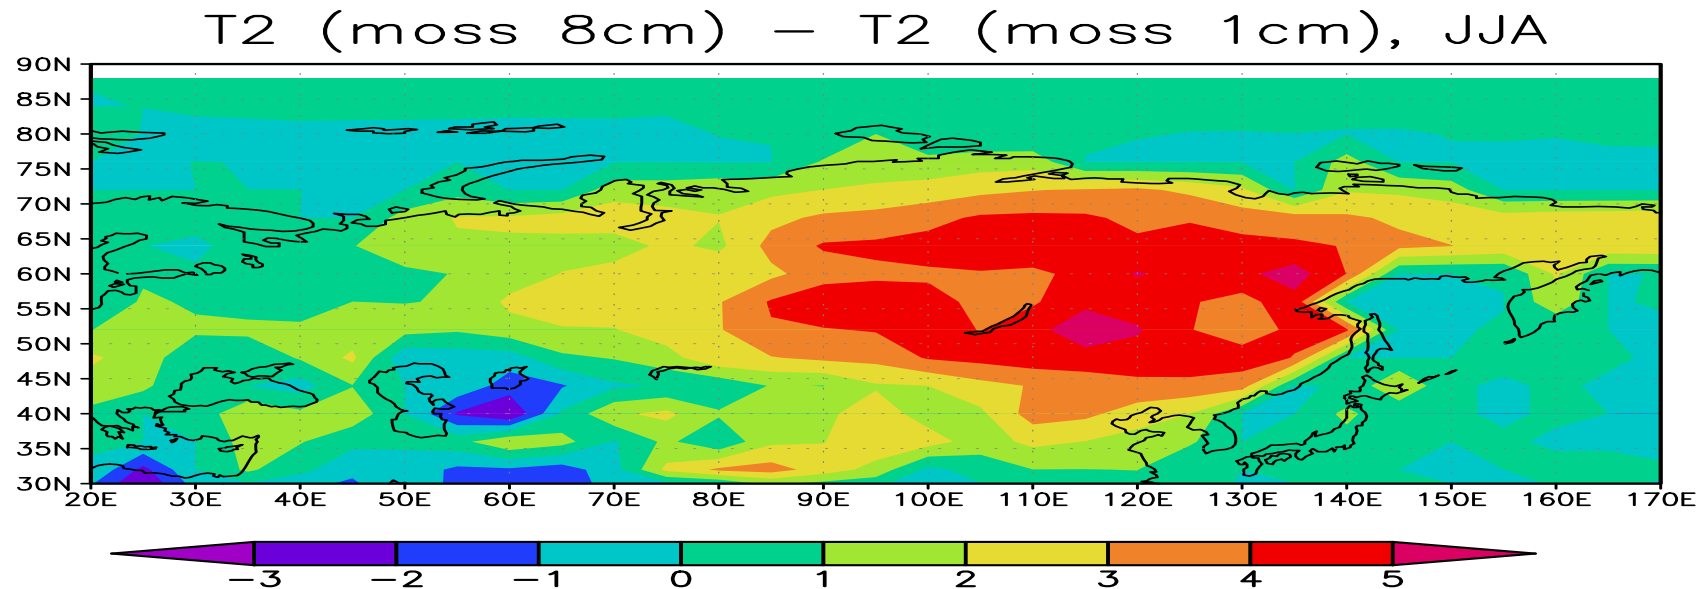 T2 (moss 8cm) – T2 (moss 1cm), JJA
90N
85N
80N
75N
70N
65N
60N
55N
50N
45N
40N
35N
30N
20E 30E 40E 50E 60E 70E 80E 90E 100E 110E 120E 130E 140E 150E 160E 170E
−3 −2 −1 0 1 2 3 4 5